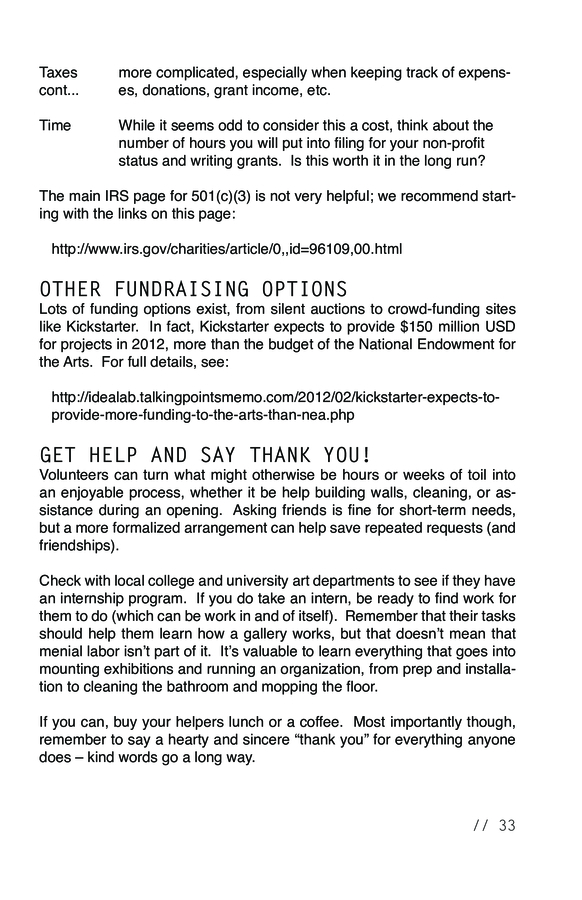 Taxes more complicated, especially when keeping track of expens-
cont... es, donations, grant income, etc.
Time While it seems odd to consider this a cost, think about the
number of hours you will put into filing for your non-profit
status and writing grants.  Is this worth it in the long run?
The main IRS page for 501(c)(3) is not very helpful; we recommend start-
ing with the links on this page:
http://www.irs.gov/charities/article/0,,id=96109,00.html
OTHER FUNDRAISING OPTIONS
Lots of funding options exist, from silent auctions to crowd-funding sites
like Kickstarter.  In fact, Kickstarter expects to provide $150 million USD
for projects in 2012, more than the budget of the National Endowment for
the Arts.  For full details, see:
http://idealab.talkingpointsmemo.com/2012/02/kickstarter-expects-to-
provide-more-funding-to-the-arts-than-nea.php
GET HELP AND SAY THANK YOU!
Volunteers can turn what might otherwise be hours or weeks of toil into
an enjoyable process, whether it be help building walls, cleaning, or as-
sistance during an opening.  Asking friends is fine for short-term needs,
but a more formalized arrangement can help save repeated requests (and
friendships).
Check with local college and university art departments to see if they have
an internship program.  If you do take an intern, be ready to find work for
them to do (which can be work in and of itself).  Remember that their tasks
should help them learn how a gallery works, but that doesn't mean that
menial labor isn't part of it.  It's valuable to learn everything that goes into
mounting exhibitions and running an organization, from prep and installa-
tion to cleaning the bathroom and mopping the floor.
If you can, buy your helpers lunch or a coffee.  Most importantly though,
remember to say a hearty and sincere “thank you” for everything anyone
does – kind words go a long way.
// 33